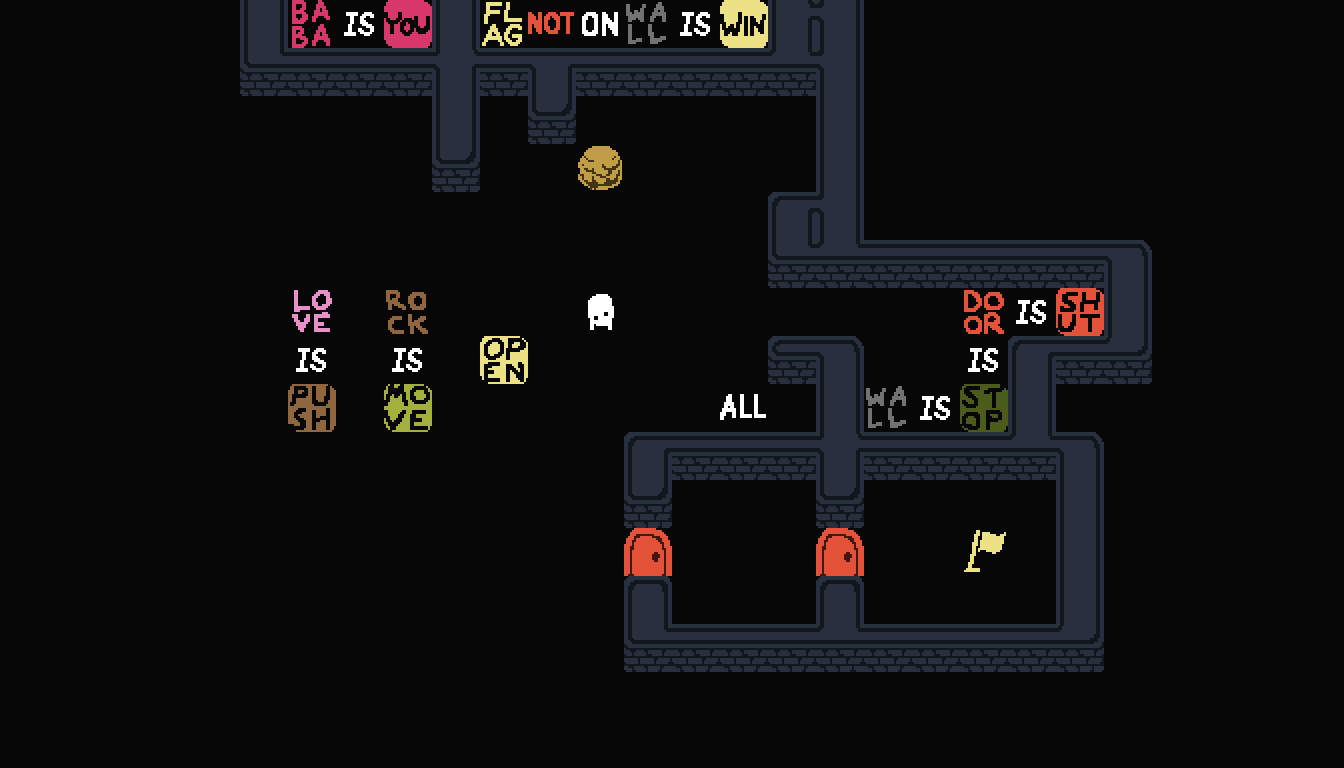 BABA IS YOU FLAG NOT ON WALL IS WIN
LOVE ROCK DOOR IS SHUT
IS IS OPEN IS
PUSH MOVE ALL WALL IS STOP